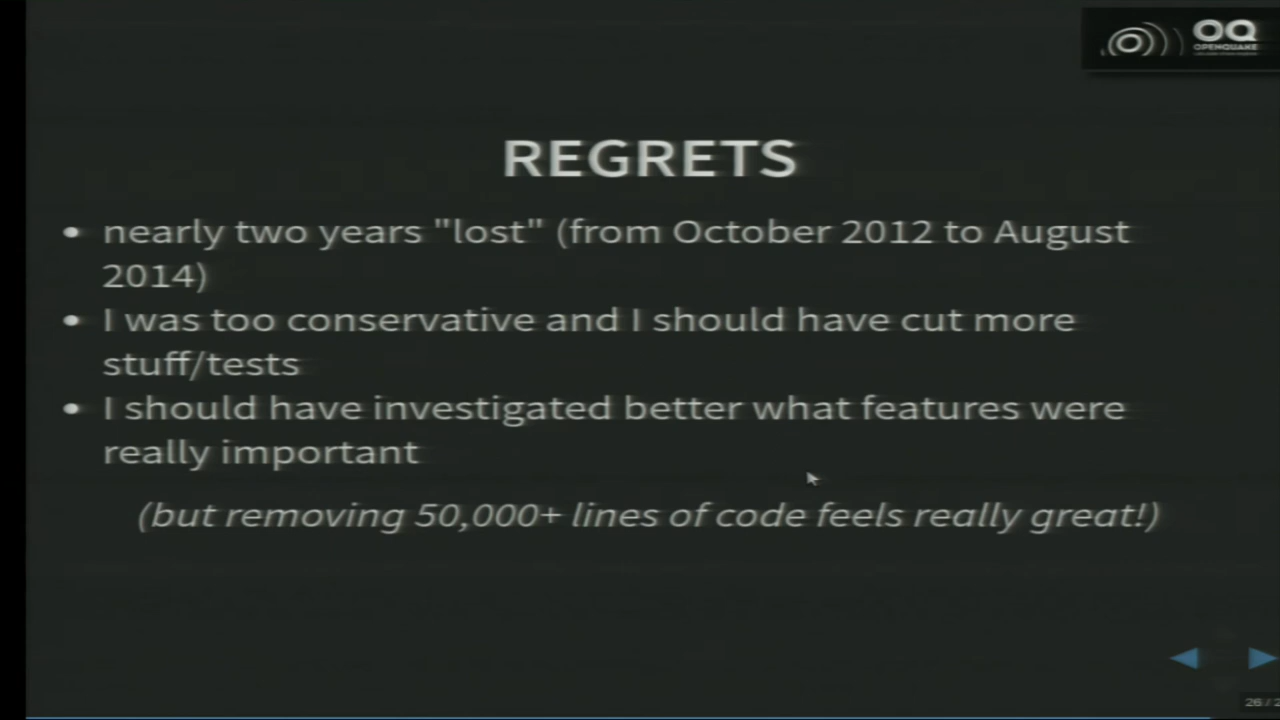 OQ
OPENQUAKE
REGRETS
• nearly two years "lost" (from October 2012 to August
2014)
• I was too conservative and I should have cut more
stuff/tests
• I should have investigated better what features were
really important
(but removing 50,000+ lines of code feels really great!)
26 /